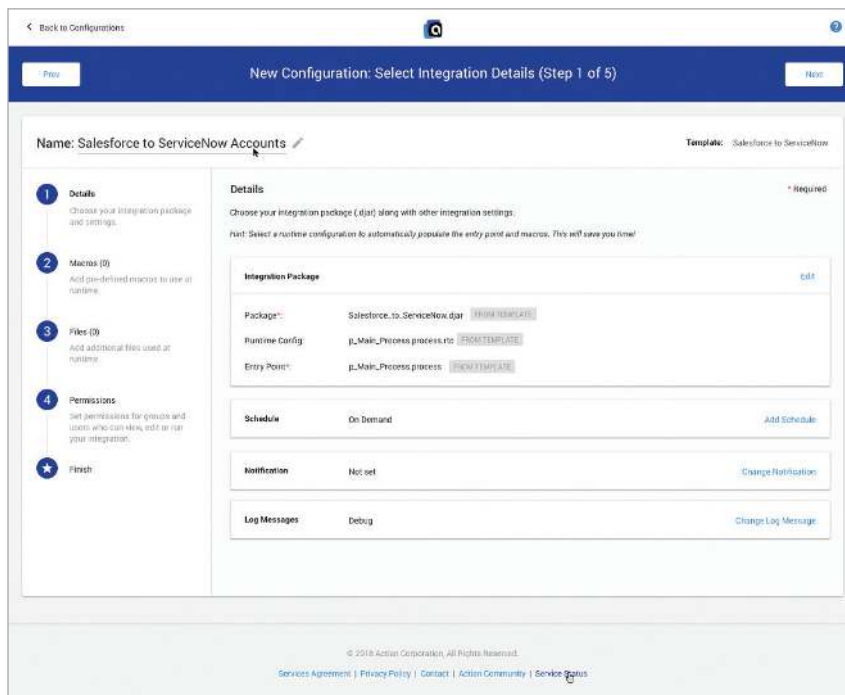 Back to Configurations
Prev
New Configuration: Select Integration Details (Step 1 of 5)
Next
Name: Salesforce to ServiceNow Accounts
Template: Salesforce to ServiceNow
1
Details
Choose your integration package
and settings.
2
Macros (0)
Add pre-defined macros to use at
runtime.
3
Files (0)
Add additional files used at
runtime.
4
Permissions
Set permissions for groups and
users who can view, edit or run
your integration.
Finish
Details
* Required
Choose your integration package (.djar) along with other integration settings.
Hint: Select a runtime configuration to automatically populate the entry point and macros. This will save you time!
Integration Package
Edit
Package*:
Salesforce_to_ServiceNow.djar FROM TEMPLATE
Runtime Config:
p_Main_Process.process.rtc FROM TEMPLATE
Entry Point*:
p_Main_Process.process FROM TEMPLATE
Schedule
On Demand
Add Schedule
Notification
Not set
Change Notification
Log Messages
Debug
Change Log Message
© 2018 Actian Corporation, All Rights Reserved.
Services Agreement | Privacy Policy | Contact | Actian Community | Service Status